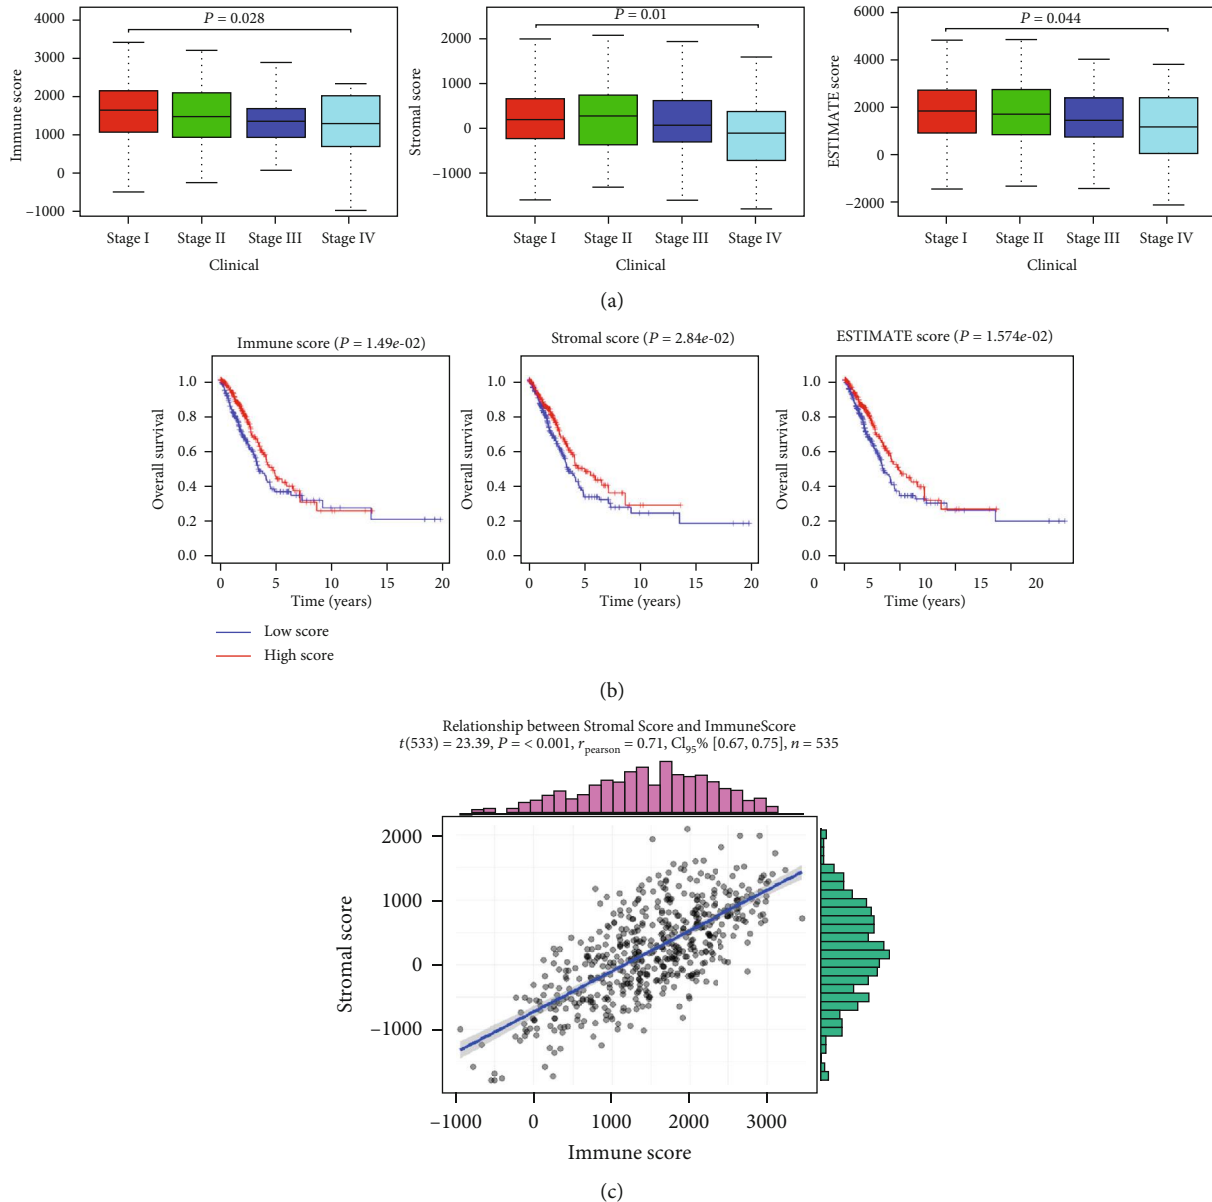 P = 0.028
Immune score
4000
3000
2000
1000
0
−1000
Stage I Stage II Stage III Stage IV
Clinical
P = 0.01
Stromal score
2000
1000
0
−1000
Stage I Stage II Stage III Stage IV
Clinical
P = 0.044
ESTIMATE score
6000
4000
2000
0
−2000
Stage I Stage II Stage III Stage IV
Clinical
(a)
Immune score (P = 1.49e-02)
Overall survival
1.0
0.8
0.6
0.4
0.2
0.0
0 5 10 15 20
Time (years)
Stromal score (P = 2.84e-02)
Overall survival
1.0
0.8
0.6
0.4
0.2
0.0
0 5 10 15 20
Time (years)
ESTIMATE score (P = 1.574e-02)
Overall survival
1.0
0.8
0.6
0.4
0.2
0.0
0 5 10 15 20
Time (years)
Low score
High score
(b)
Relationship between Stromal Score and ImmuneScore
t(533) = 23.39, P = < 0.001, rpearson = 0.71, CI95% [0.67, 0.75], n = 535
Stromal score
2000
1000
0
−1000
−1000 0 1000 2000 3000
Immune score
(c)